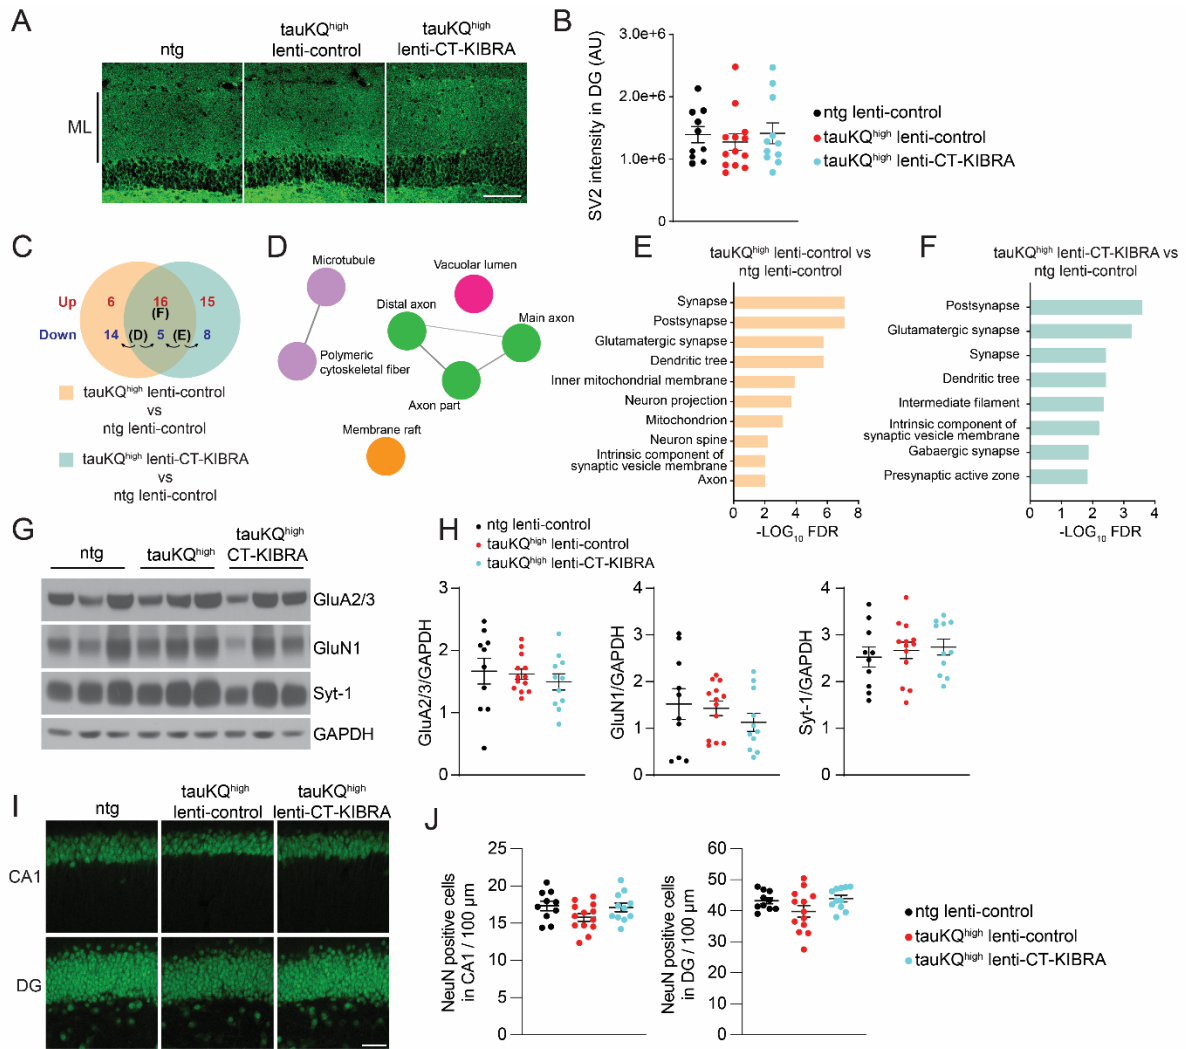 A
ntg
tauKQhigh
lenti-control
tauKQhigh
lenti-CT-KIBRA
ML
B
SV2 intensity in DG (AU)
3.0e+6
2.0e+6
1.0e+6
0
ntg lenti-control
tauKQhigh lenti-control
tauKQhigh lenti-CT-KIBRA
C
Up
6
16
15
(F)
Down
14
(D)
5
(E)
8
tauKQhigh lenti-control
vs
ntg lenti-control
tauKQhigh lenti-CT-KIBRA
vs
ntg lenti-control
D
Microtubule
Polymeric
cytoskeletal fiber
Vacuolar lumen
Distal axon
Main axon
Axon part
Membrane raft
E
tauKQhigh lenti-control vs
ntg lenti-control
Synapse
Postsynapse
Glutamatergic synapse
Dendritic tree
Inner mitochondrial membrane
Neuron projection
Mitochondrion
Neuron spine
Intrinsic component of
synaptic vesicle membrane
Axon
0 2 4 6 8
-LOG10 FDR
F
tauKQhigh lenti-CT-KIBRA vs
ntg lenti-control
Postsynapse
Glutamatergic synapse
Synapse
Dendritic tree
Intermediate filament
Intrinsic component of
synaptic vesicle membrane
Gabaergic synapse
Presynaptic active zone
0 1 2 3 4
-LOG10 FDR
G
ntg
tauKQhigh
tauKQhigh
CT-KIBRA
GluA2/3
GluN1
Syt-1
GAPDH
H
ntg lenti-control
tauKQhigh lenti-control
tauKQhigh lenti-CT-KIBRA
GluA2/3/GAPDH
3
2
1
0
GluN1/GAPDH
4
3
2
1
0
Syt-1/GAPDH
4
3
2
1
0
I
ntg
tauKQhigh
lenti-control
tauKQhigh
lenti-CT-KIBRA
CA1
DG
J
NeuN positive cells
in CA1 / 100 µm
25
20
15
10
5
0
NeuN positive cells
in DG / 100 µm
60
50
40
30
20
10
0
ntg lenti-control
tauKQhigh lenti-control
tauKQhigh lenti-CT-KIBRA